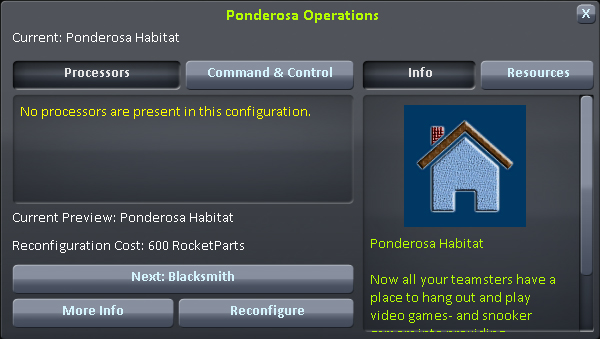 Ponderosa Operations
X
Current: Ponderosa Habitat
Processors
Command & Control
Info
Resources
No processors are present in this configuration.
Current Preview: Ponderosa Habitat
Reconfiguration Cost: 600 RocketParts
Next: Blacksmith
More Info
Reconfigure
Ponderosa Habitat
Now all your teamsters have a
place to hang out and play
video games- and snooker